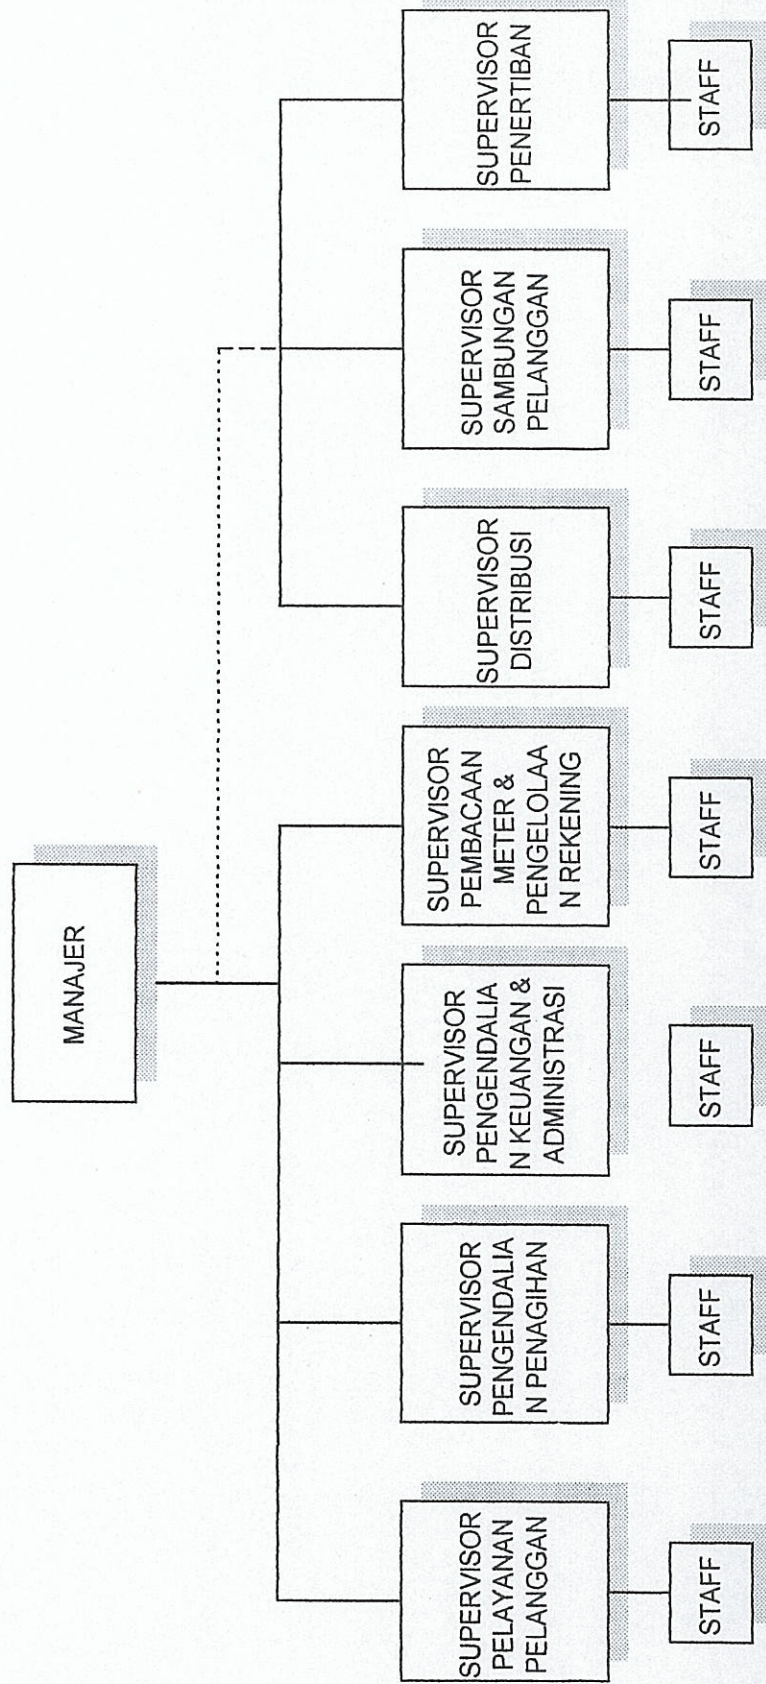 MANAJER
SUPERVISOR
PELAYANAN
PELANGGAN
SUPERVISOR
PENGENDALIA
N PENAGIHAN
SUPERVISOR
PENGENDALIA
N KEUANGAN &
ADMINISTRASI
SUPERVISOR
PEMBACAAN
METER &
PENGELOLAA
N REKENING
SUPERVISOR
DISTRIBUSI
SUPERVISOR
SAMBUNGAN
PELANGGAN
SUPERVISOR
PENERTIBAN
STAFF
STAFF
STAFF
STAFF
STAFF
STAFF
STAFF